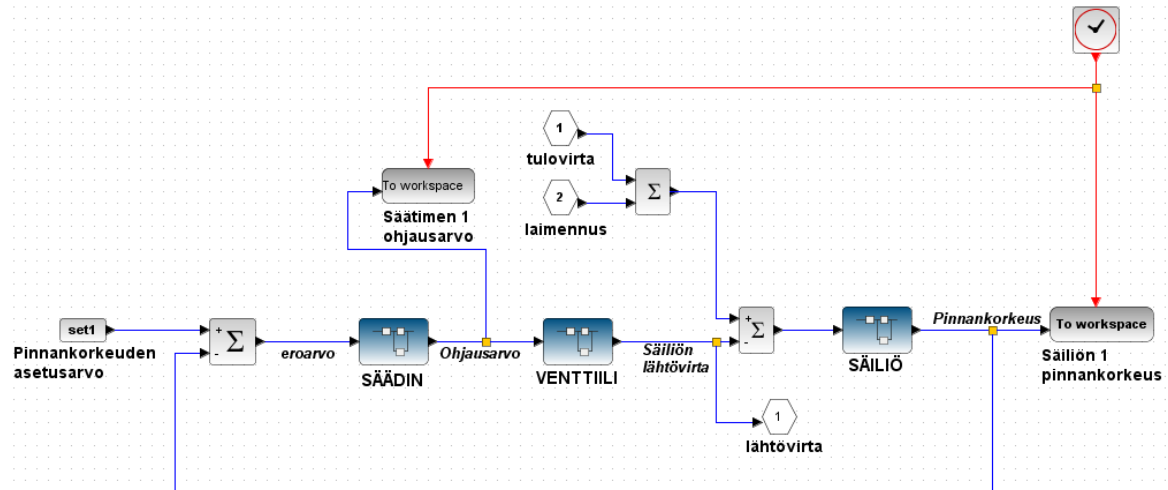 1
tulovirta
To workspace
Säätimen 1
ohjausarvo
2
laimennus
Σ
set1
Pinnankorkeuden
asetusarvo
+
-
Σ
eroarvo
SÄÄDIN
Ohjausarvo
VENTTIILI
Säiliön
lähtövirta
+
-
Σ
SÄILIÖ
Pinnankorkeus
To workspace
Säiliön 1
pinnankorkeus
1
lähtövirta